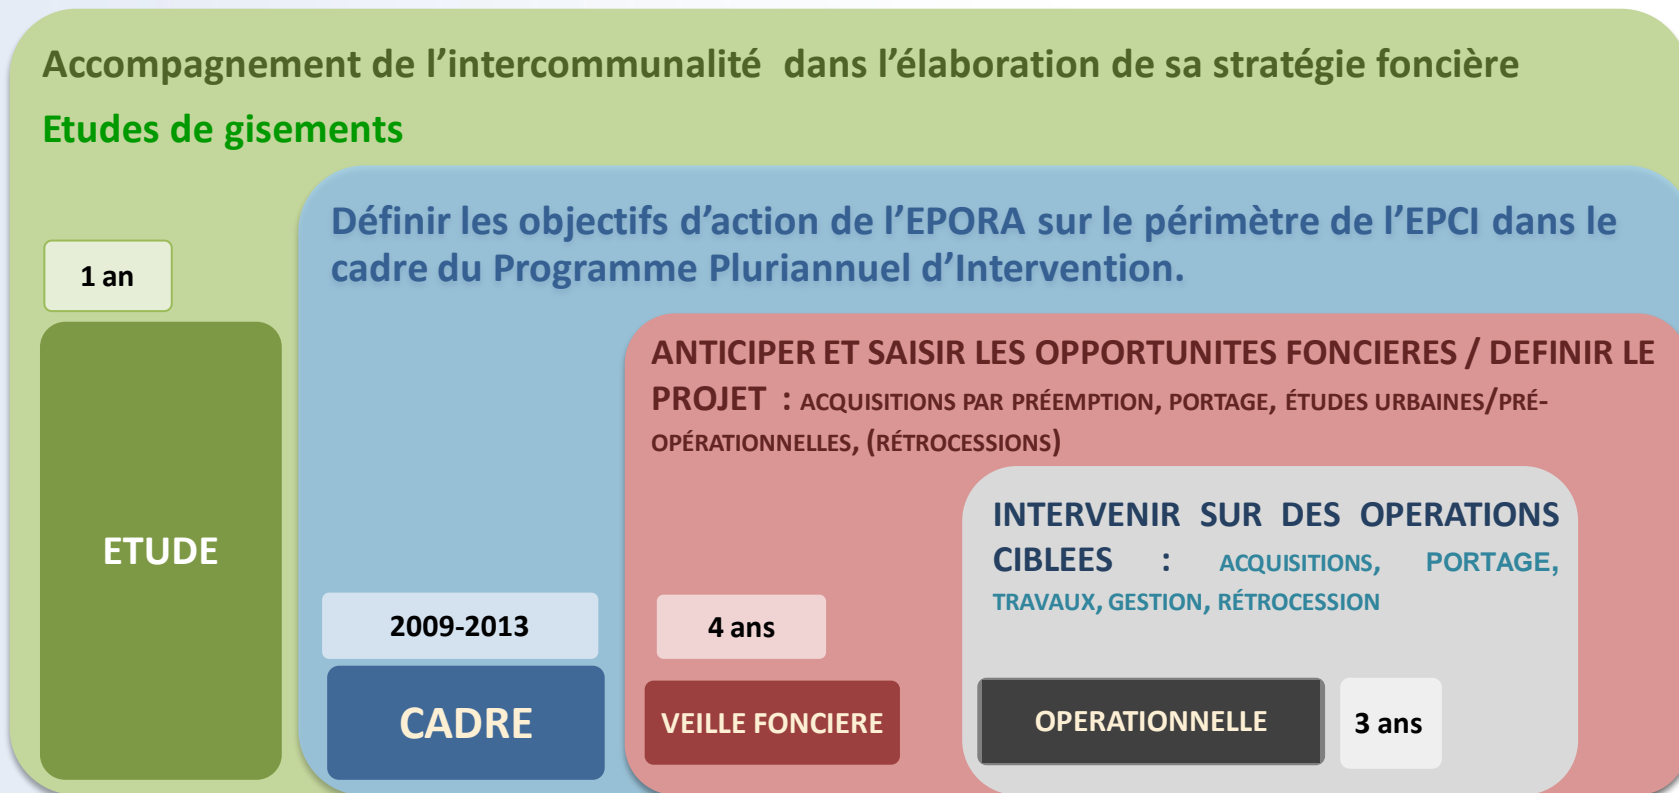 Accompagnement de l'intercommunalité dans l'élaboration de sa stratégie foncière
Etudes de gisements
1 an
ETUDE
Définir les objectifs d'action de l'EPORA sur le périmètre de l'EPCI dans le
cadre du Programme Pluriannuel d'Intervention.
2009-2013
CADRE
ANTICIPER ET SAISIR LES OPPORTUNITES FONCIERES / DEFINIR LE
PROJET : ACQUISITIONS PAR PRÉEMPTION, PORTAGE, ÉTUDES URBAINES/PRÉ-
OPÉRATIONNELLES, (RÉTROCESSIONS)
4 ans
VEILLE FONCIERE
INTERVENIR SUR DES OPERATIONS
CIBLEES : ACQUISITIONS, PORTAGE,
TRAVAUX, GESTION, RÉTROCESSION
OPERATIONNELLE
3 ans